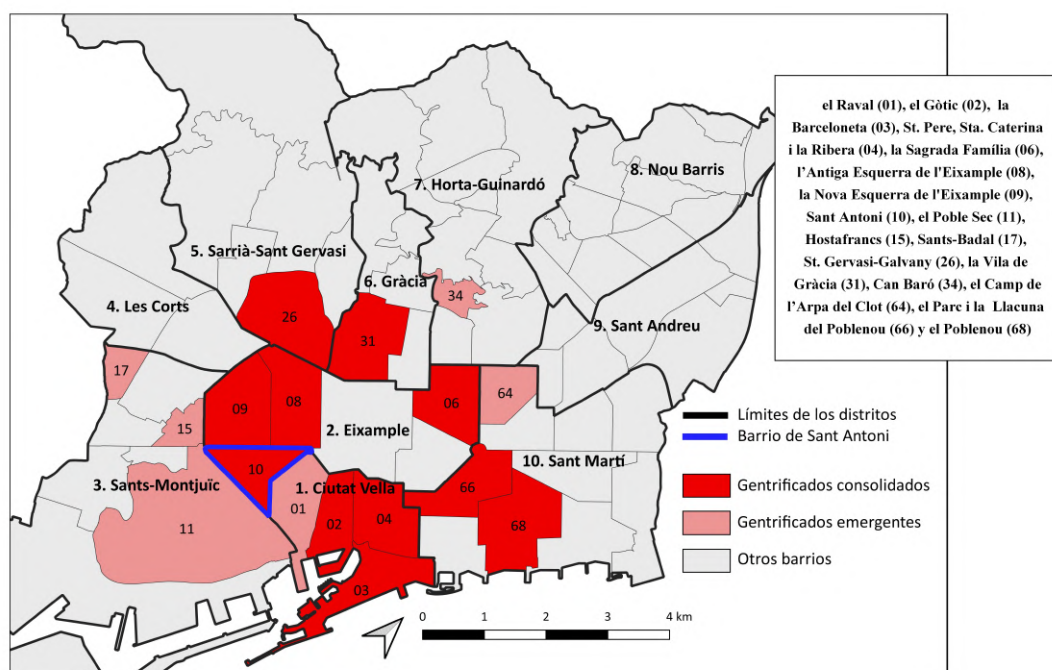 el Raval (01), el Gòtic (02), la
Barceloneta (03), St. Pere, Sta. Caterina
i la Ribera (04), la Sagrada Família (06),
l'Antiga Esquerra de l'Eixample (08),
la Nova Esquerra de l'Eixample (09),
Sant Antoni (10), el Poble Sec (11),
Hostafrancs (15), Sants-Badal (17),
St. Gervasi-Galvany (26), la Vila de
Gràcia (31), Can Baró (34), el Camp de
l'Arpa del Clot (64), el Parc i la Llacuna
del Poblenou (66) y el Poblenou (68)
8. Nou Barris
7. Horta-Guinardó
5. Sarrià-Sant Gervasi
6. Gràcia
34
4. Les Corts
26
9. Sant Andreu
31
17
64
06
09
08
15
2. Eixample
Límites de los distritos
Barrio de Sant Antoni
10
10. Sant Martí
3. Sants-Montjuïc
1. Ciutat Vella
66
Gentrificados consolidados
01
04
02
11
68
Gentrificados emergentes
Otros barrios
03
0 1 2 3 4 km